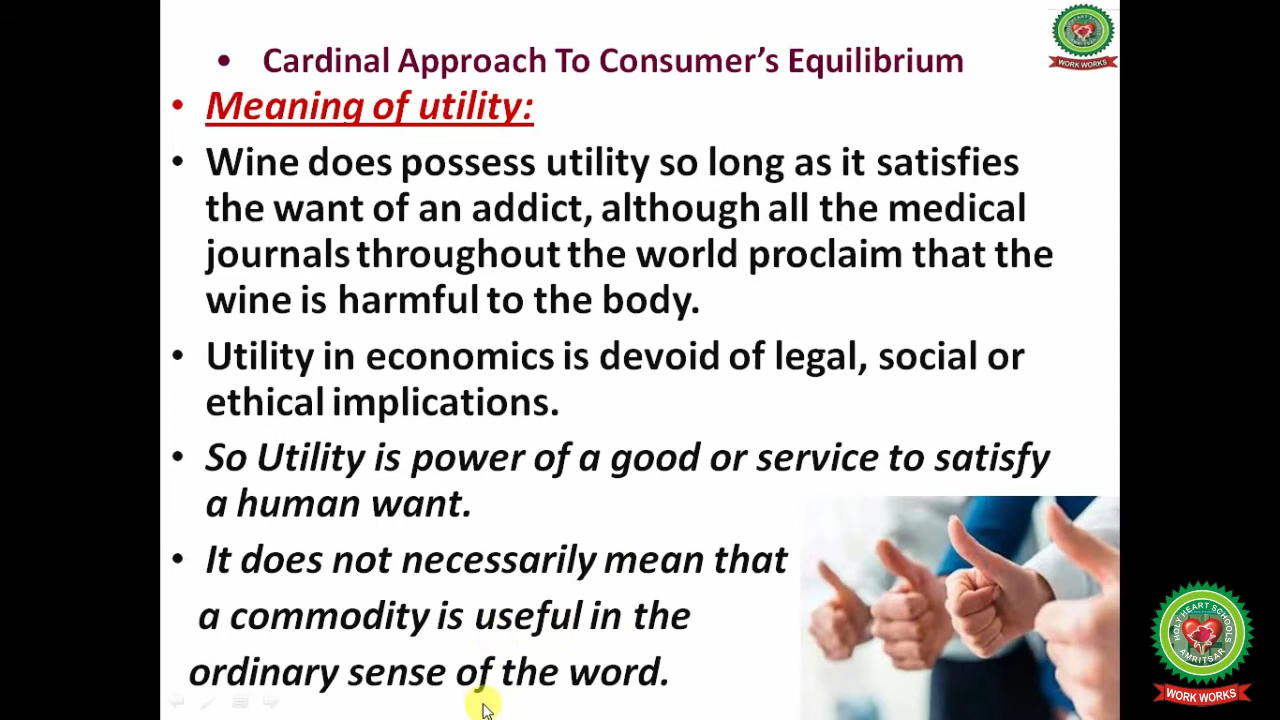 • Cardinal Approach To Consumer's Equilibrium
• Meaning of utility:
• Wine does possess utility so long as it satisfies
the want of an addict, although all the medical
journals throughout the world proclaim that the
wine is harmful to the body.
• Utility in economics is devoid of legal, social or
ethical implications.
• So Utility is power of a good or service to satisfy
a human want.
• It does not necessarily mean that
a commodity is useful in the
ordinary sense of the word.
WORK WORKS
HOLY HEART SCHOOLS
AMRITSAR
WORK WORKS